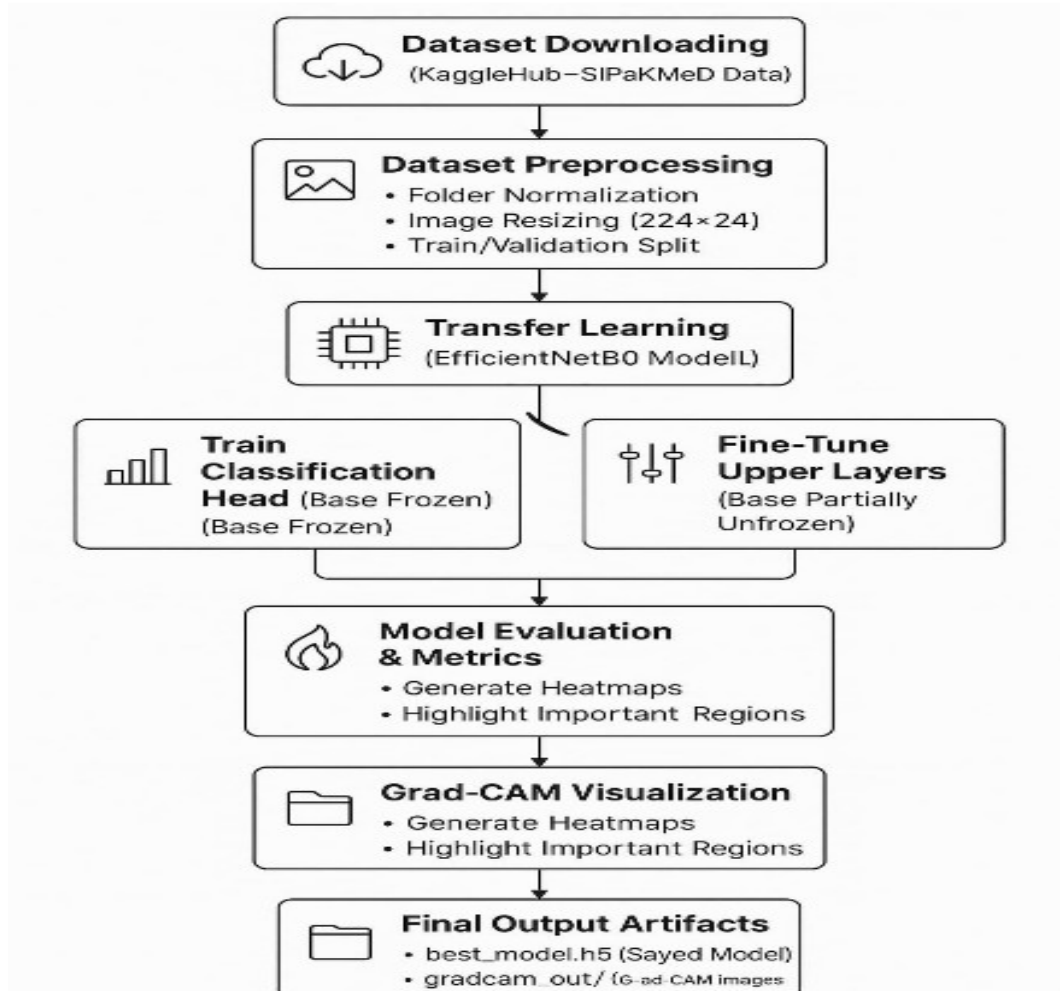 Dataset Downloading
(KaggleHub–SIPaKMeD Data)
Dataset Preprocessing
• Folder Normalization
• Image Resizing (224×24)
• Train/Validation Split
Transfer Learning
(EfficientNetB0 ModelL)
Train
Classification
Head (Base Frozen)
(Base Frozen)
Fine-Tune
Upper Layers
(Base Partially
Unfrozen)
Model Evaluation
& Metrics
• Generate Heatmaps
• Highlight Important Regions
Grad-CAM Visualization
• Generate Heatmaps
• Highlight Important Regions
Final Output Artifacts
• best_model.h5 (Sayed Model)
• gradcam_out/ (G-ad-CAM images